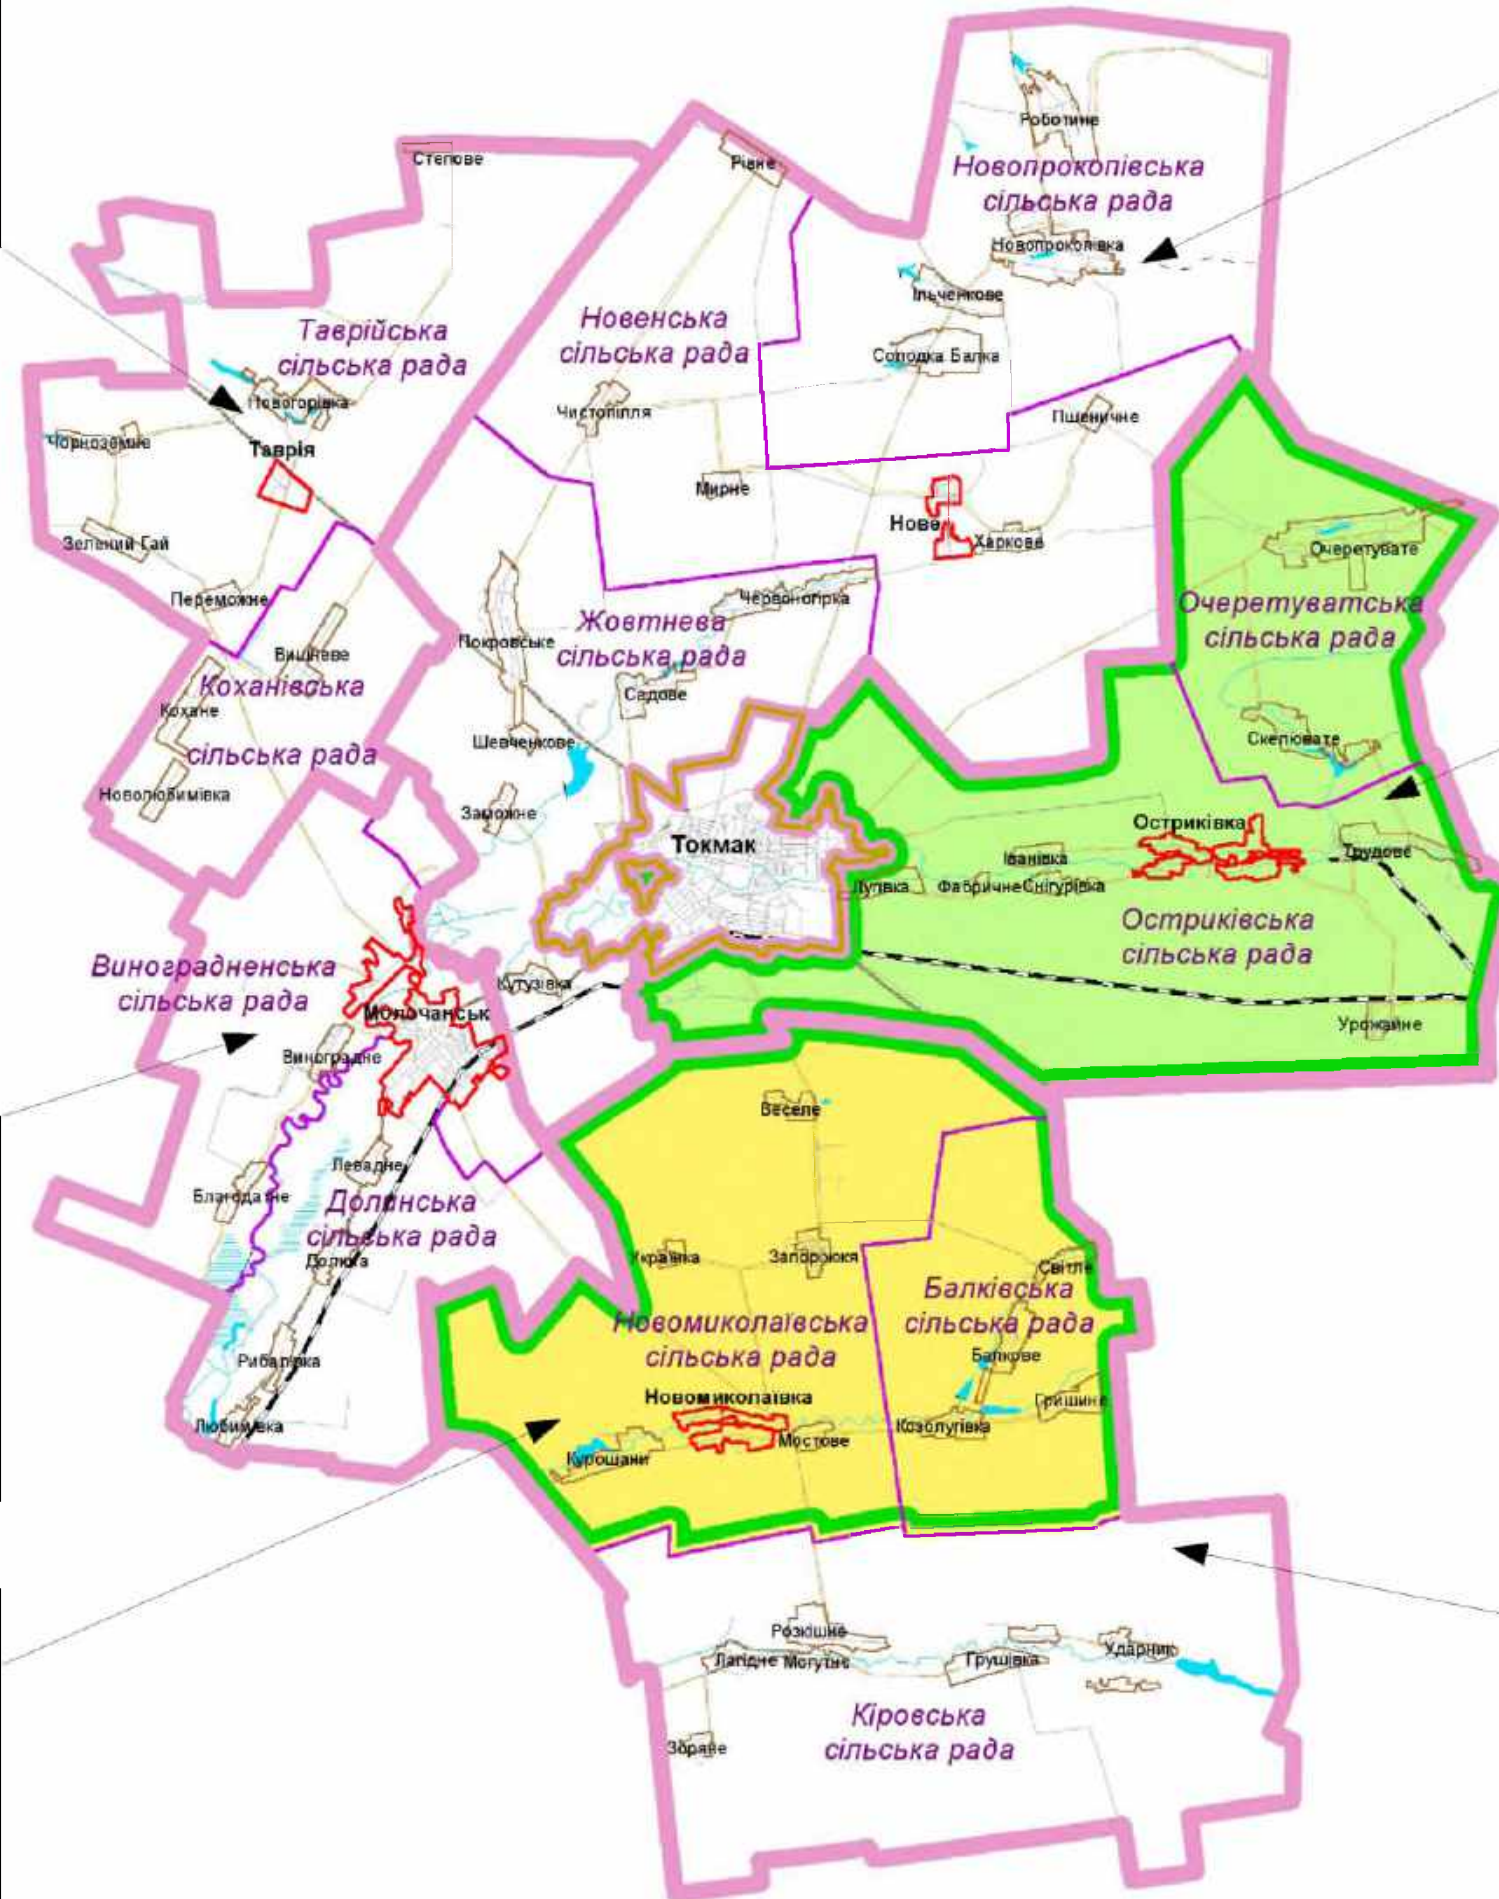 Роботине
Степове
Рівне
Новопрокопівська
сільська рада
Новопрокопівка
Ільченкове
Новенська
сільська рада
Таврійська
сільська рада
Солодка Балка
Новогорівка
Чистопілля
Пшеничне
Чорноземне
Таврія
Мирне
Нове
Харкове
Зелений Гай
Очеретувате
Переможне
Червоногірка
Очеретуватська
сільська рада
Жовтнева
сільська рада
Покровське
Вишневе
Коханівська
сільська рада
Кохане
Садове
Шевченкове
Скелювате
Новолюбимівка
Заможне
Токмак
Остриківка
Трудове
Іванівка
Лугівка
Фабричне
Снігурівка
Остриківська
сільська рада
Виноградненська
сільська рада
Кутузівка
Молочанськ
Урожайне
Виноградне
Веселе
Левадне
Благодатне
Долинська
сільська рада
Долина
Українка
Запоріжжя
Світле
Балківська
сільська рада
Новомиколаївська
сільська рада
Балкове
Рибалівка
Новомиколаївка
Гришине
Любимівка
Козолугівка
Мостове
Курошани
Розкішне
Лагідне
Могутнє
Грушівка
Ударник
Кіровська
сільська рада
Зоряне